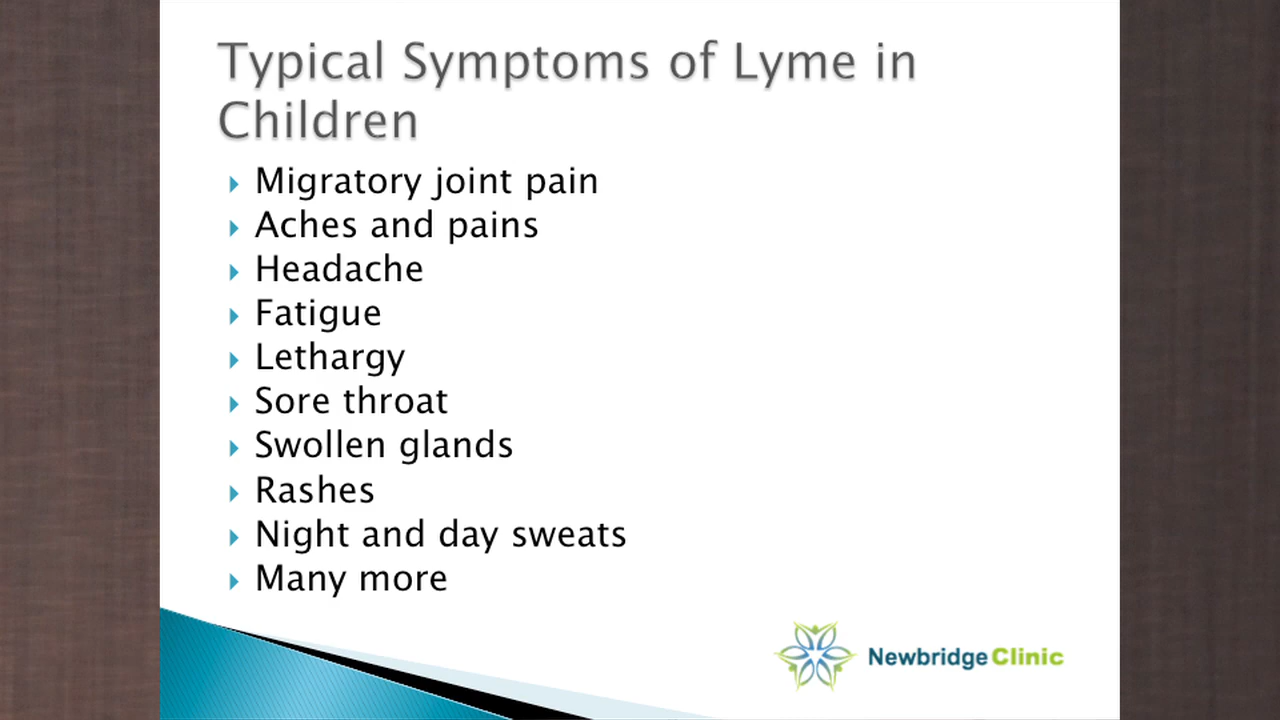 Typical Symptoms of Lyme in
Children
Migratory joint pain
Aches and pains
Headache
Fatigue
Lethargy
Sore throat
Swollen glands
Rashes
Night and day sweats
Many more
Newbridge Clinic